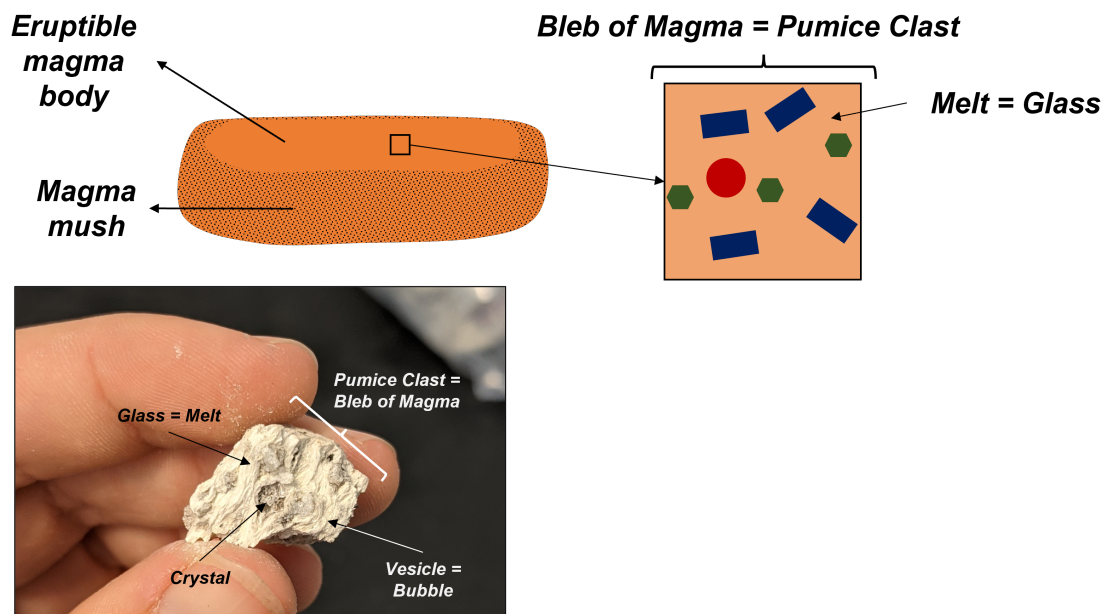 Eruptible
magma
body
Magma
mush
Bleb of Magma = Pumice Clast
Melt = Glass
Pumice Clast =
Bleb of Magma
Glass = Melt
Crystal
Vesicle =
Bubble